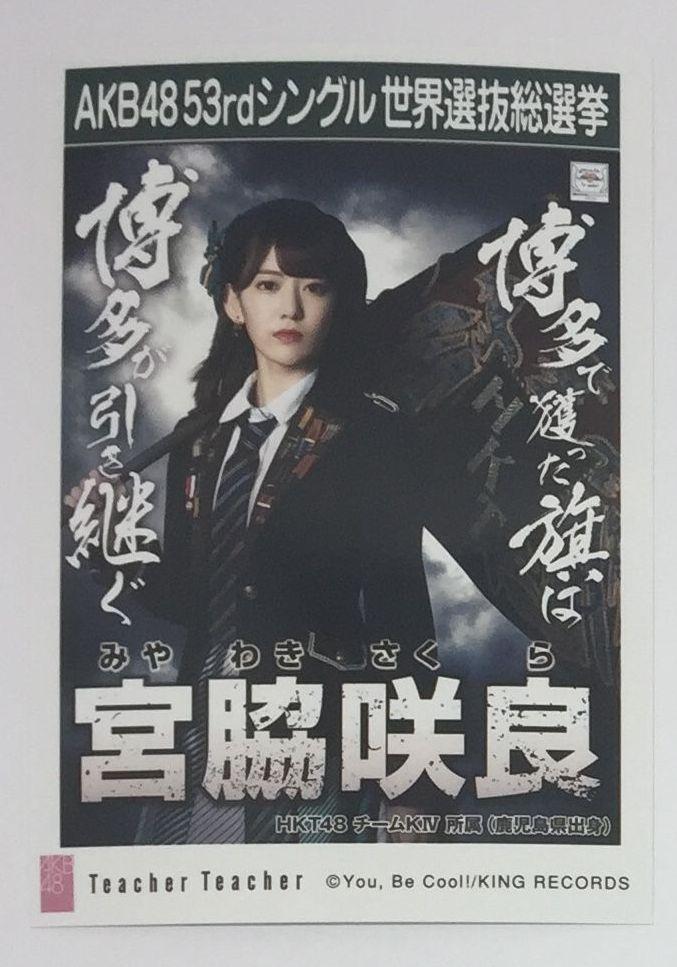 AKB48 53rdシングル 世界選抜総選挙
博多で獲った旗は
博多が引き継ぐ
みやわきさくら
宮脇咲良
HKT48 チームKⅣ 所属（鹿児島県出身）
AKB48
Teacher Teacher ©You, Be Cool!/KING RECORDS